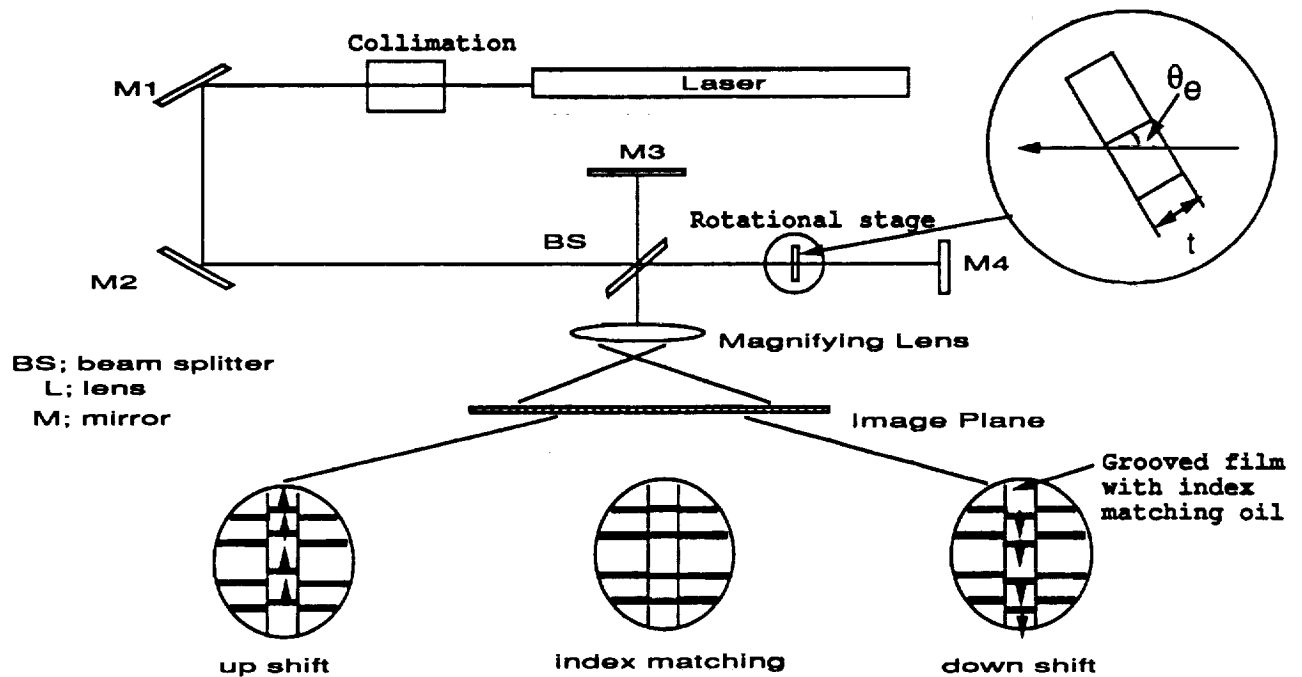 Collimation
Laser
M1
M3
θe
Rotational stage
BS
M2
M4
t
Magnifying Lens
BS; beam splitter
L; lens
M; mirror
Image Plane
Grooved film
with index
matching oil
up shift
index matching
down shift